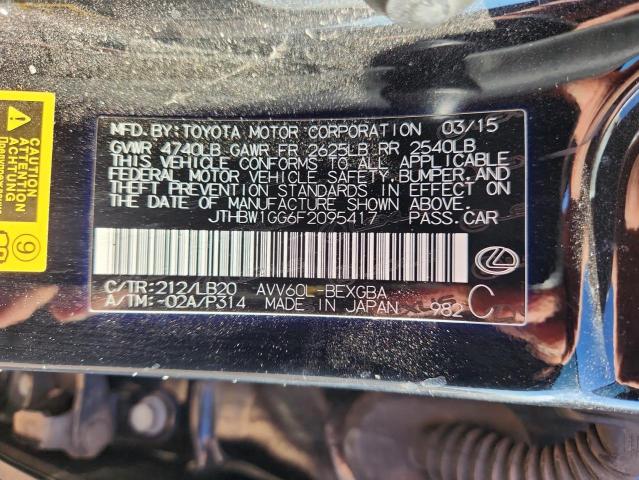 MFD. BY: TOYOTA MOTOR CORPORATION 03/15
GVWR 4740LB GAWR FR 2625LB RR 2540LB
THIS VEHICLE CONFORMS TO ALL APPLICABLE
FEDERAL MOTOR VEHICLE SAFETY, BUMPER, AND
THEFT PREVENTION STANDARDS IN EFFECT ON
THE DATE OF MANUFACTURE SHOWN ABOVE.
JTHBW1GG6F2095417 PASS.CAR
C/TR:212/LB20 AVV60L-BEXGBA
A/TM:-02A/P314 MADE IN JAPAN 982 C
CAUTION
ATTENTION
ACHTUNG
9